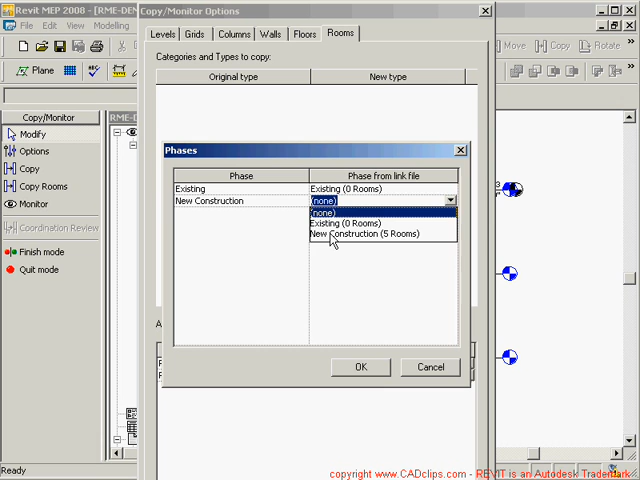 Revit MEP 2008 - [RME-DEN
Copy/Monitor Options
File Edit View Modelling
Levels Grids Columns Walls Floors Rooms
Move Copy Rotate
Plane
Categories and Types to copy:
Original type New type
Copy/Monitor
RME-DE
Modify
Options
Copy
Copy Rooms
Monitor
Coordination Review
Finish mode
Quit mode
Phases
Phase Phase from link file
Existing Existing (0 Rooms)
New Construction (none)
(none)
Existing (0 Rooms)
New Construction (5 Rooms)
OK Cancel
Ready
copyright www.CADclips.com - REVIT is an Autodesk Trademark